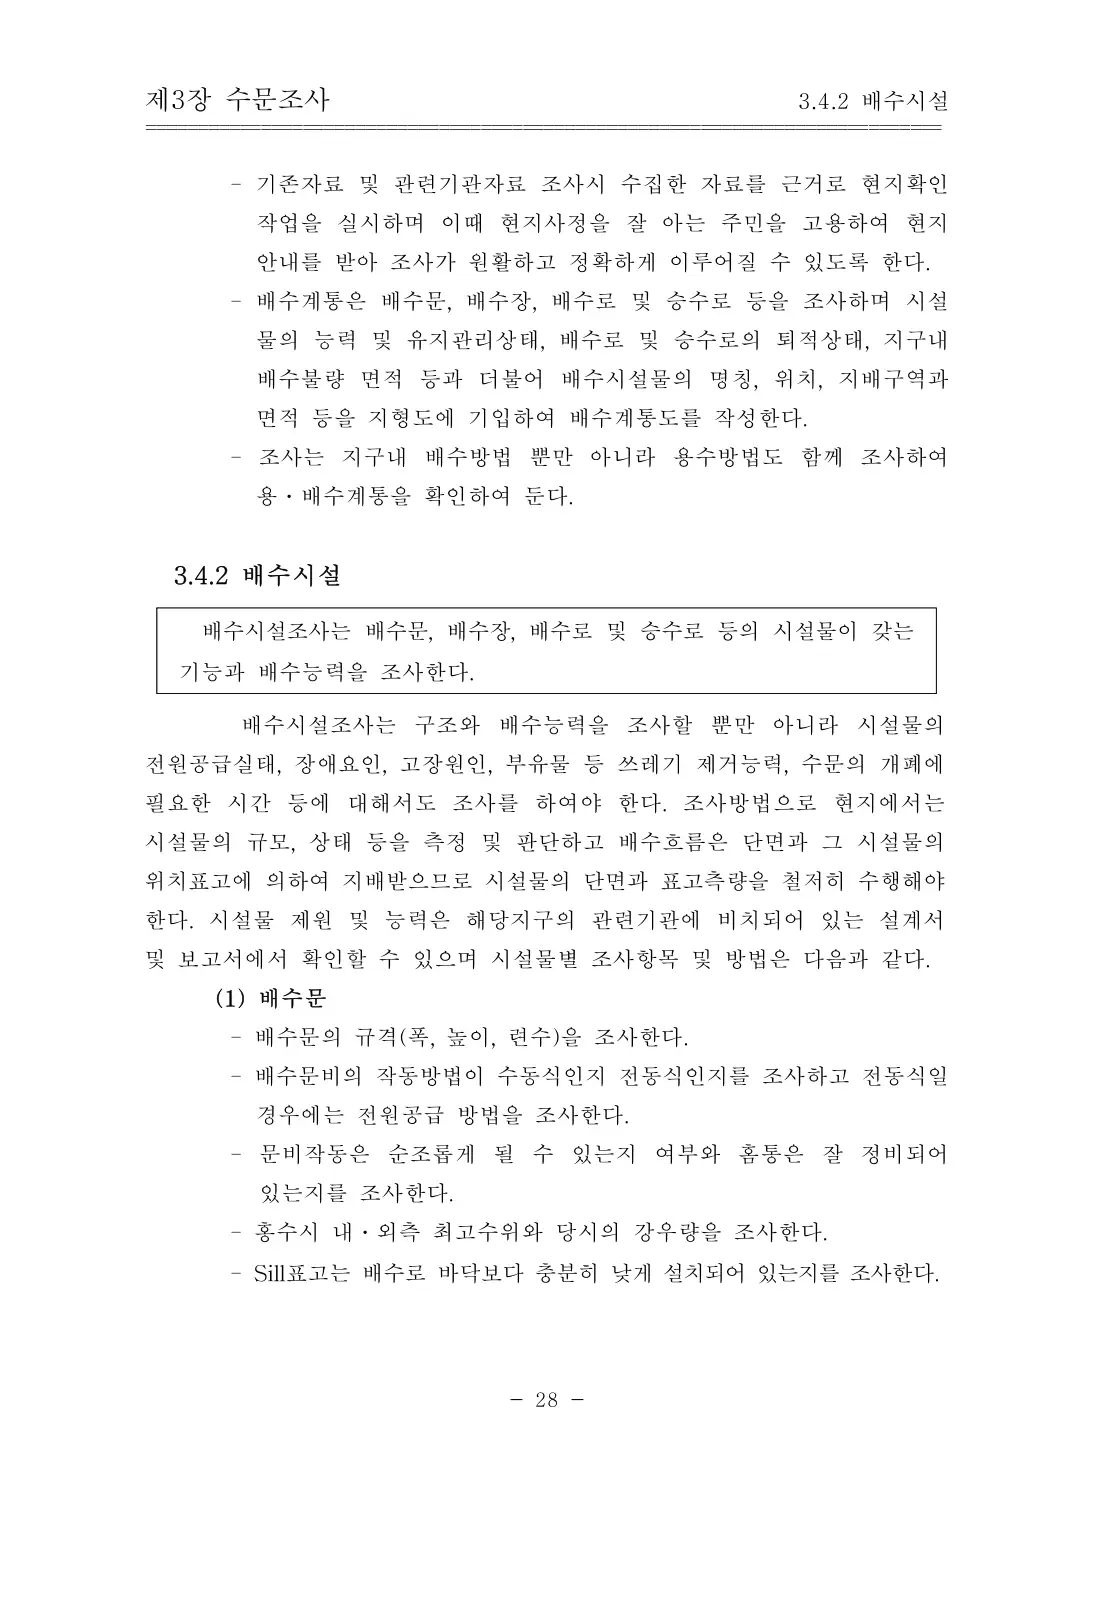 제3장 수문조사 3.4.2 배수시설
- 기존자료 및 관련기관자료 조사시 수집한 자료를 근거로 현지확인
작업을 실시하며 이때 현지사정을 잘 아는 주민을 고용하여 현지
안내를 받아 조사가 원활하고 정확하게 이루어질 수 있도록 한다.
- 배수계통은 배수문, 배수장, 배수로 및 승수로 등을 조사하며 시설
물의 능력 및 유지관리상태, 배수로 및 승수로의 퇴적상태, 지구내
배수불량 면적 등과 더불어 배수시설물의 명칭, 위치, 지배구역과
면적 등을 지형도에 기입하여 배수계통도를 작성한다.
- 조사는 지구내 배수방법 뿐만 아니라 용수방법도 함께 조사하여
용·배수계통을 확인하여 둔다.
3.4.2 배수시설
배수시설조사는 배수문, 배수장, 배수로 및 승수로 등의 시설물이 갖는
기능과 배수능력을 조사한다.
배수시설조사는 구조와 배수능력을 조사할 뿐만 아니라 시설물의
전원공급실태, 장애요인, 고장원인, 부유물 등 쓰레기 제거능력, 수문의 개폐에
필요한 시간 등에 대해서도 조사를 하여야 한다. 조사방법으로 현지에서는
시설물의 규모, 상태 등을 측정 및 판단하고 배수흐름은 단면과 그 시설물의
위치표고에 의하여 지배받으므로 시설물의 단면과 표고측량을 철저히 수행해야
한다. 시설물 제원 및 능력은 해당지구의 관련기관에 비치되어 있는 설계서
및 보고서에서 확인할 수 있으며 시설물별 조사항목 및 방법은 다음과 같다.
(1) 배수문
- 배수문의 규격(폭, 높이, 련수)을 조사한다.
- 배수문비의 작동방법이 수동식인지 전동식인지를 조사하고 전동식일
경우에는 전원공급 방법을 조사한다.
- 문비작동은 순조롭게 될 수 있는지 여부와 홈통은 잘 정비되어
있는지를 조사한다.
- 홍수시 내·외측 최고수위와 당시의 강우량을 조사한다.
- Sill표고는 배수로 바닥보다 충분히 낮게 설치되어 있는지를 조사한다.
- 28 -